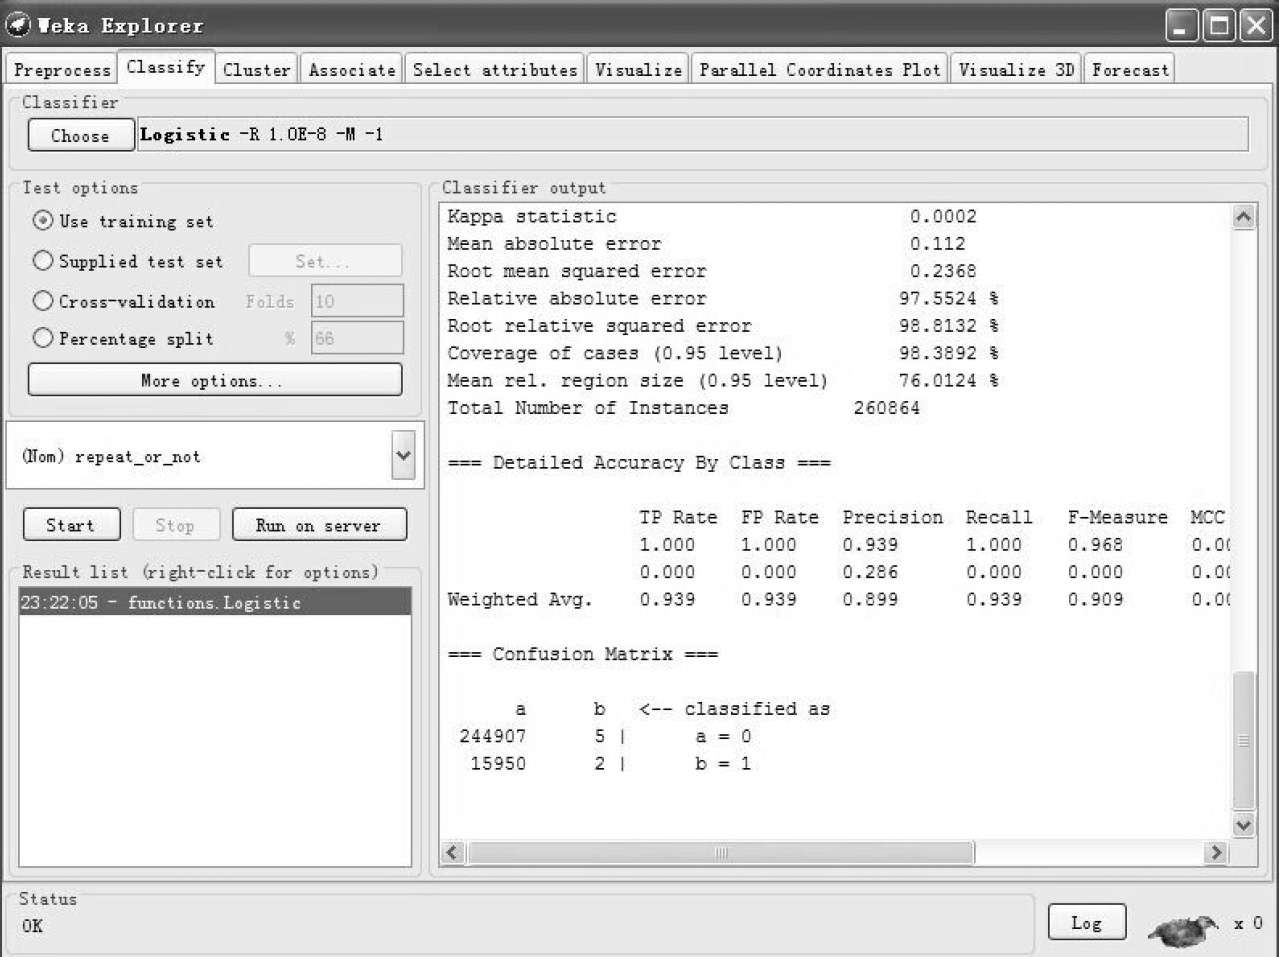 Weka Explorer
Preprocess Classify Cluster Associate Select attributes Visualize Parallel Coordinates Plot Visualize 3D Forecast
Classifier
Choose Logistic -R 1.0E-8 -M -1
Test options
Use training set
Supplied test set Set...
Cross-validation Folds 10
Percentage split % 66
More options...
(Nom) repeat_or_not
Start Stop Run on server
Result list (right-click for options)
23:22:05 - functions.Logistic
Classifier output
Kappa statistic 0.0002
Mean absolute error 0.112
Root mean squared error 0.2368
Relative absolute error 97.5524 %
Root relative squared error 98.8132 %
Coverage of cases (0.95 level) 98.3892 %
Mean rel. region size (0.95 level) 76.0124 %
Total Number of Instances 260864
=== Detailed Accuracy By Class ===
TP Rate FP Rate Precision Recall F-Measure MCC
1.000 1.000 0.939 1.000 0.968 0.00
0.000 0.000 0.286 0.000 0.000 0.00
Weighted Avg. 0.939 0.939 0.899 0.939 0.909 0.00
=== Confusion Matrix ===
a b <-- classified as
244907 5 | a = 0
15950 2 | b = 1
Status
OK
Log x 0